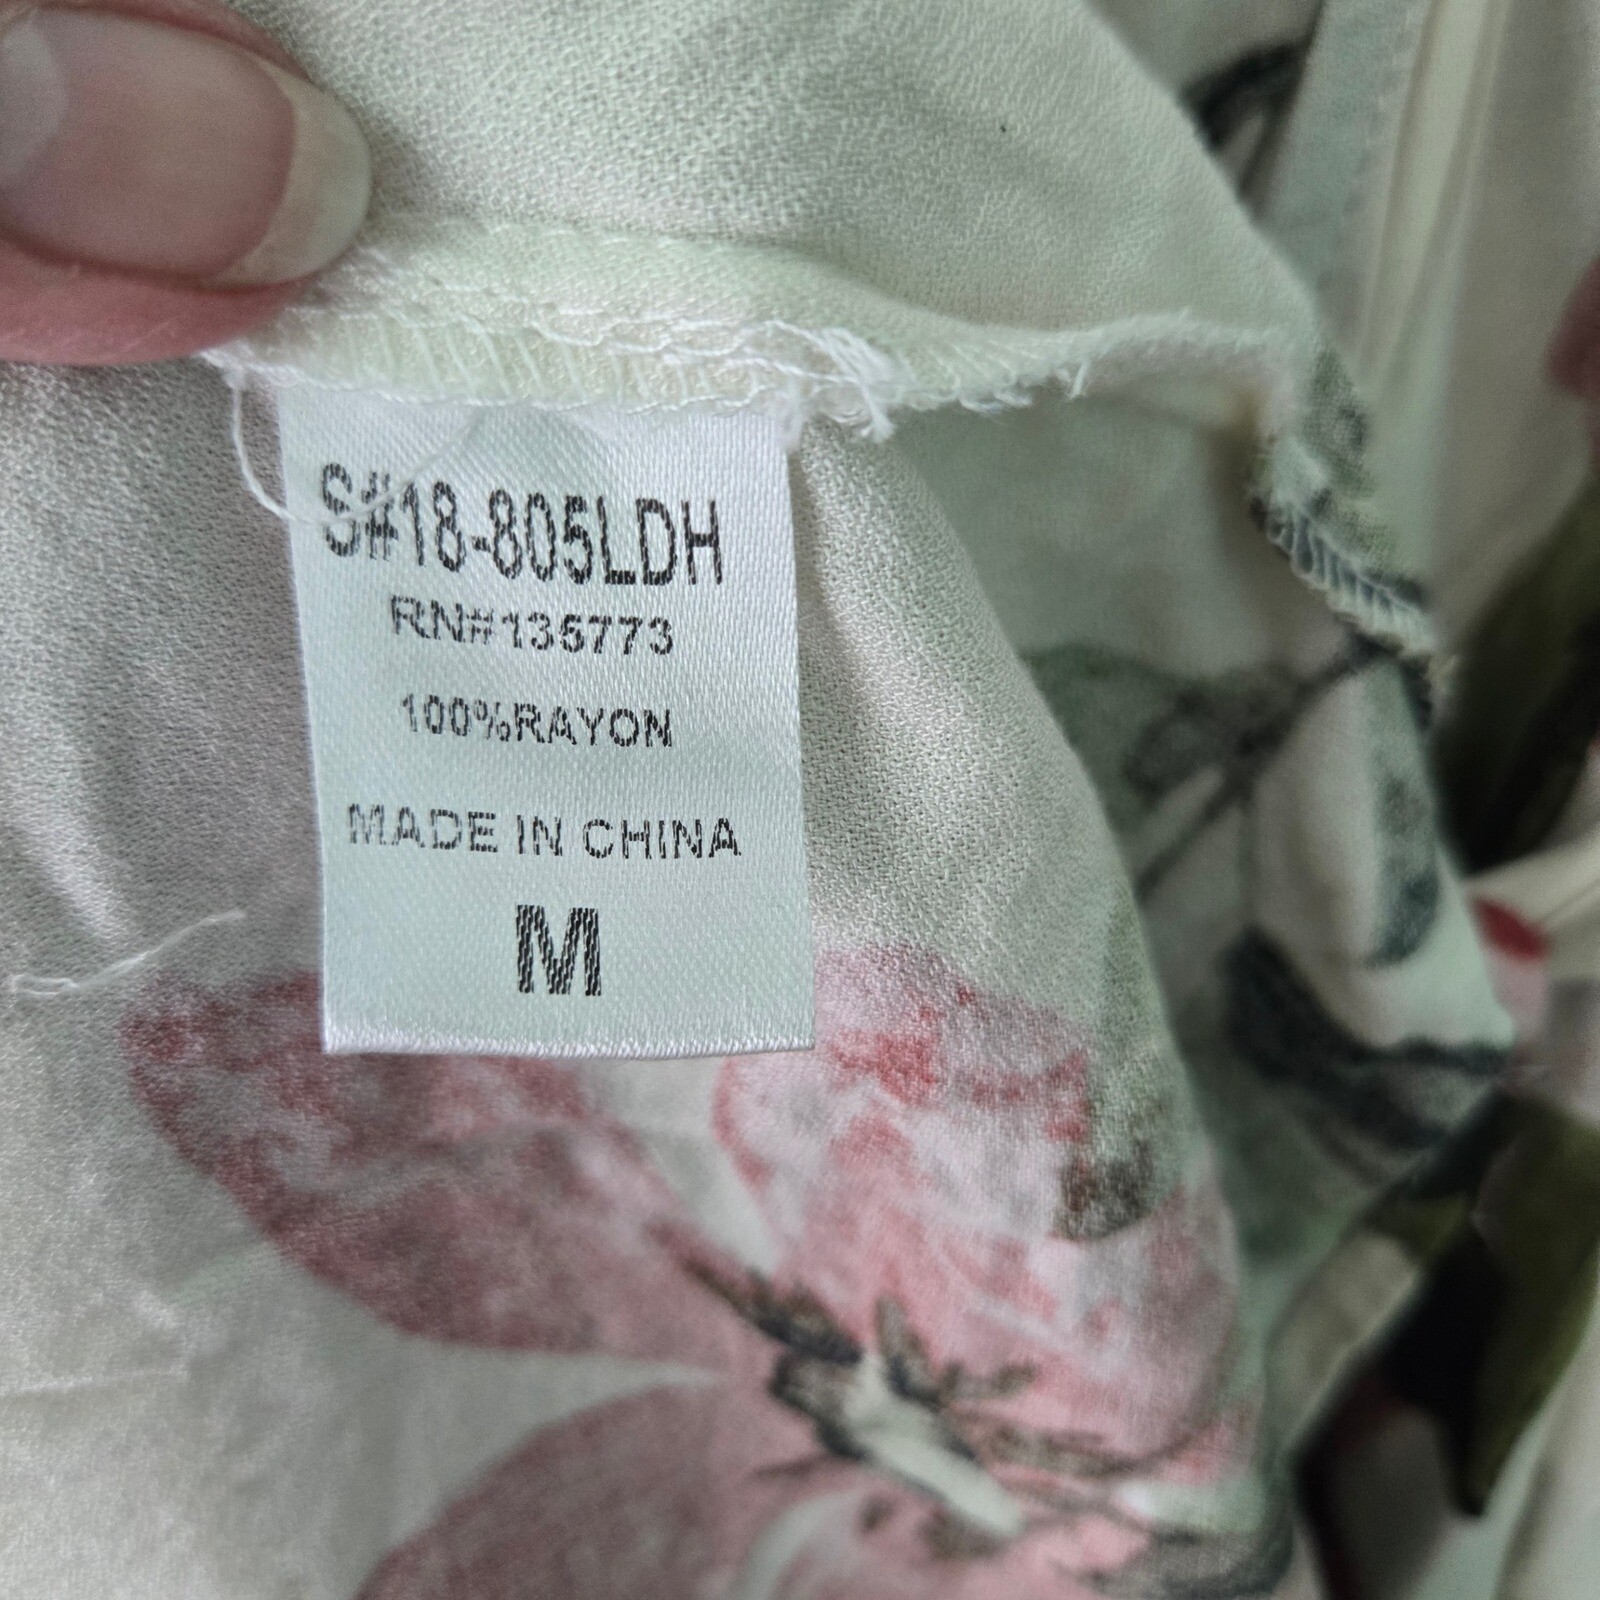 S#18-805LDH
RN#135773
100%RAYON
MADE IN CHINA
M